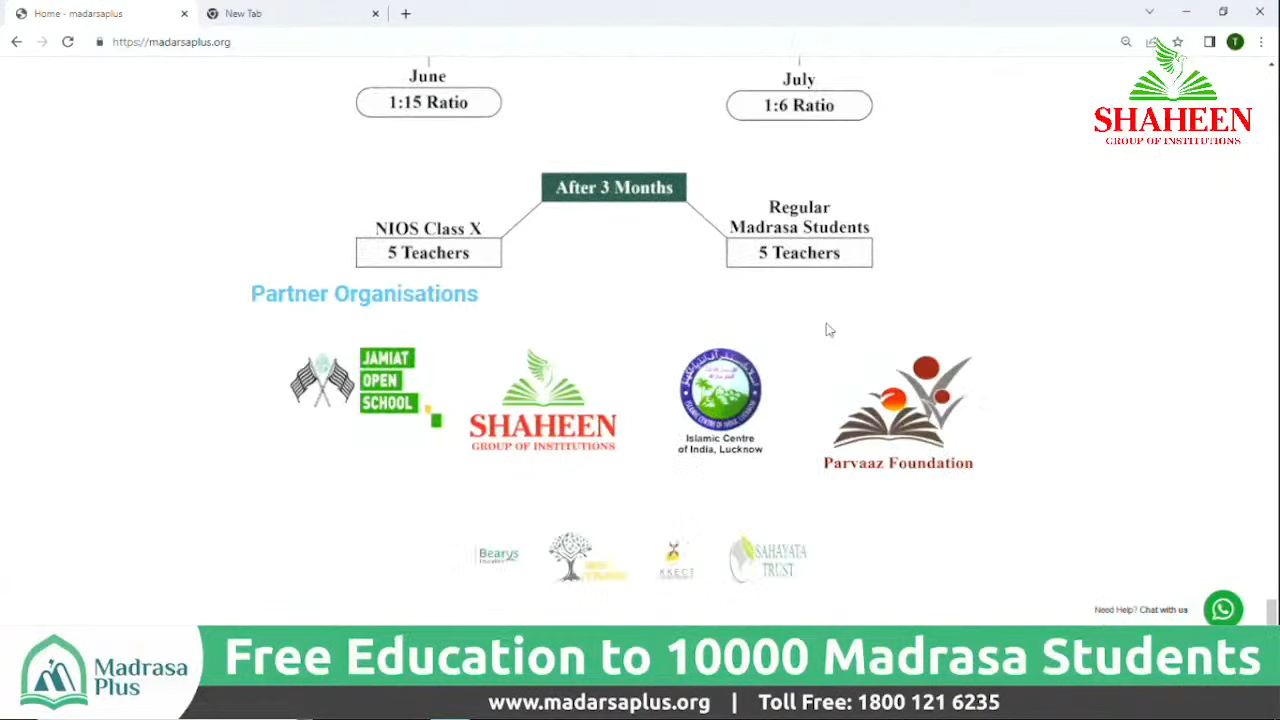 Home - madarsaplus
New Tab
https://madarsaplus.org
SHAHEEN
GROUP OF INSTITUTIONS
June
1:15 Ratio
July
1:6 Ratio
After 3 Months
NIOS Class X
5 Teachers
Regular
Madrasa Students
5 Teachers
Partner Organisations
JAMIAT
OPEN
SCHOOL
SHAHEEN
GROUP OF INSTITUTIONS
Islamic Centre
of India, Lucknow
Parvaaz Foundation
Bearys
KKECT
SAHAYATA
TRUST
Need Help? Chat with us
Madrasa
Plus
Free Education to 10000 Madrasa Students
www.madarsaplus.org | Toll Free: 1800 121 6235